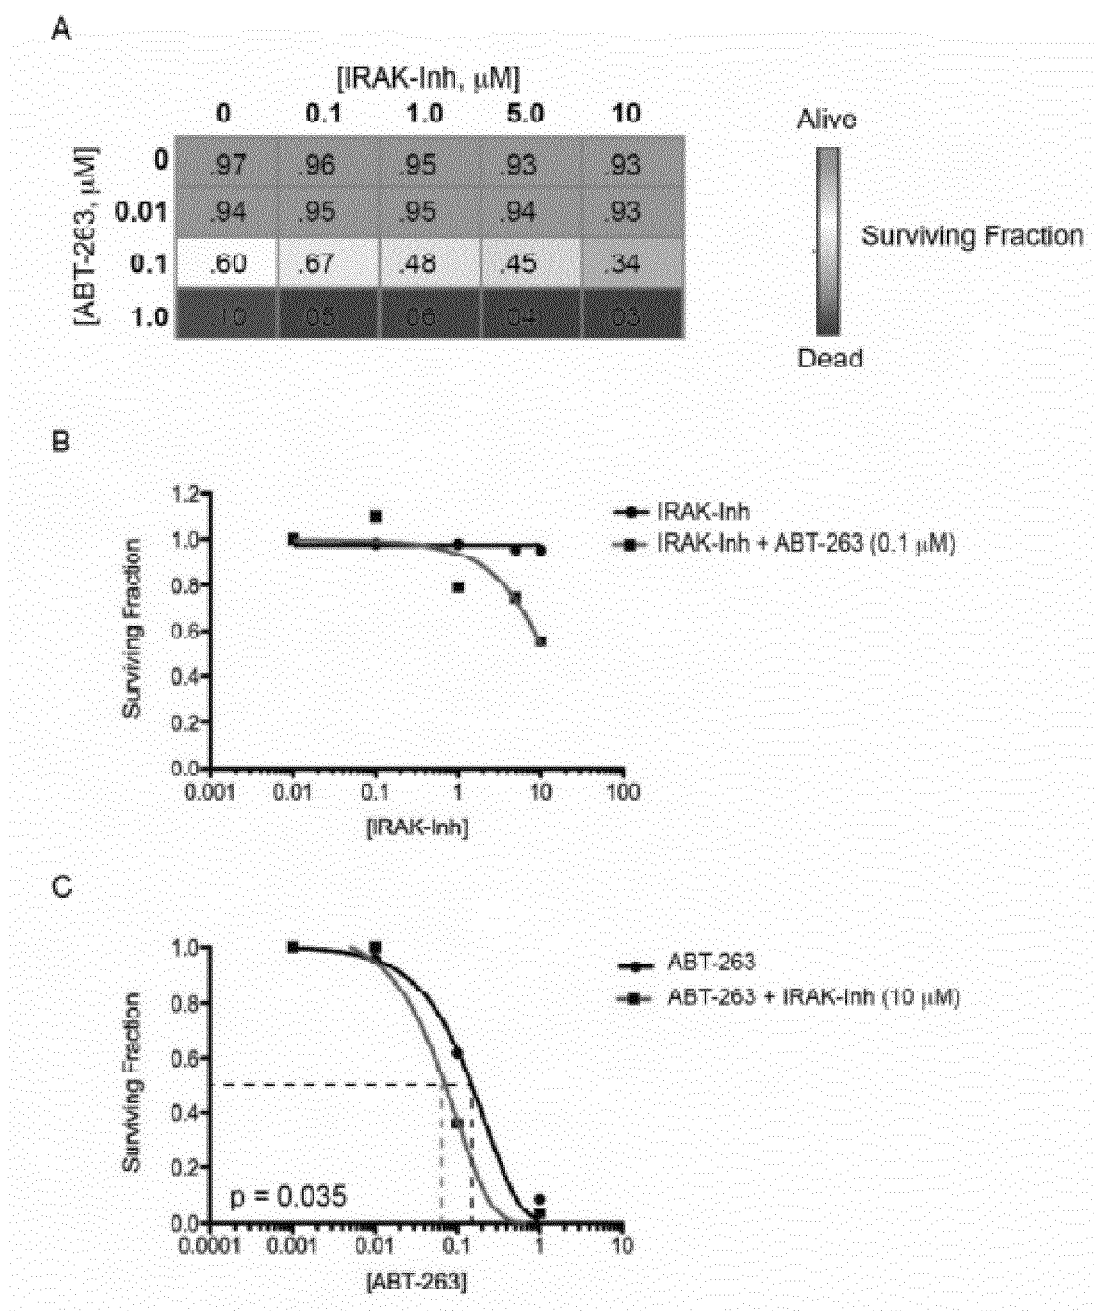 A
[IRAK-Inh, μM]
0 0.1 1.0 5.0 10
[ABT-263, μM]
0 .97 .96 .95 .93 .93
0.01 .94 .95 .95 .94 .93
0.1 .60 .67 .48 .45 .34
1.0 .10 .05 .06 .04 .03
Alive
Surviving Fraction
Dead
B
Surviving Fraction
1.2
1.0
0.8
0.6
0.4
0.2
0.0
0.001 0.01 0.1 1 10 100
[IRAK-Inh]
IRAK-Inh
IRAK-Inh + ABT-263 (0.1 μM)
C
Surviving Fraction
1.0
0.8
0.6
0.4
0.2
0.0
p = 0.035
0.0001 0.001 0.01 0.1 1 10
[ABT-263]
ABT-263
ABT-263 + IRAK-Inh (10 μM)